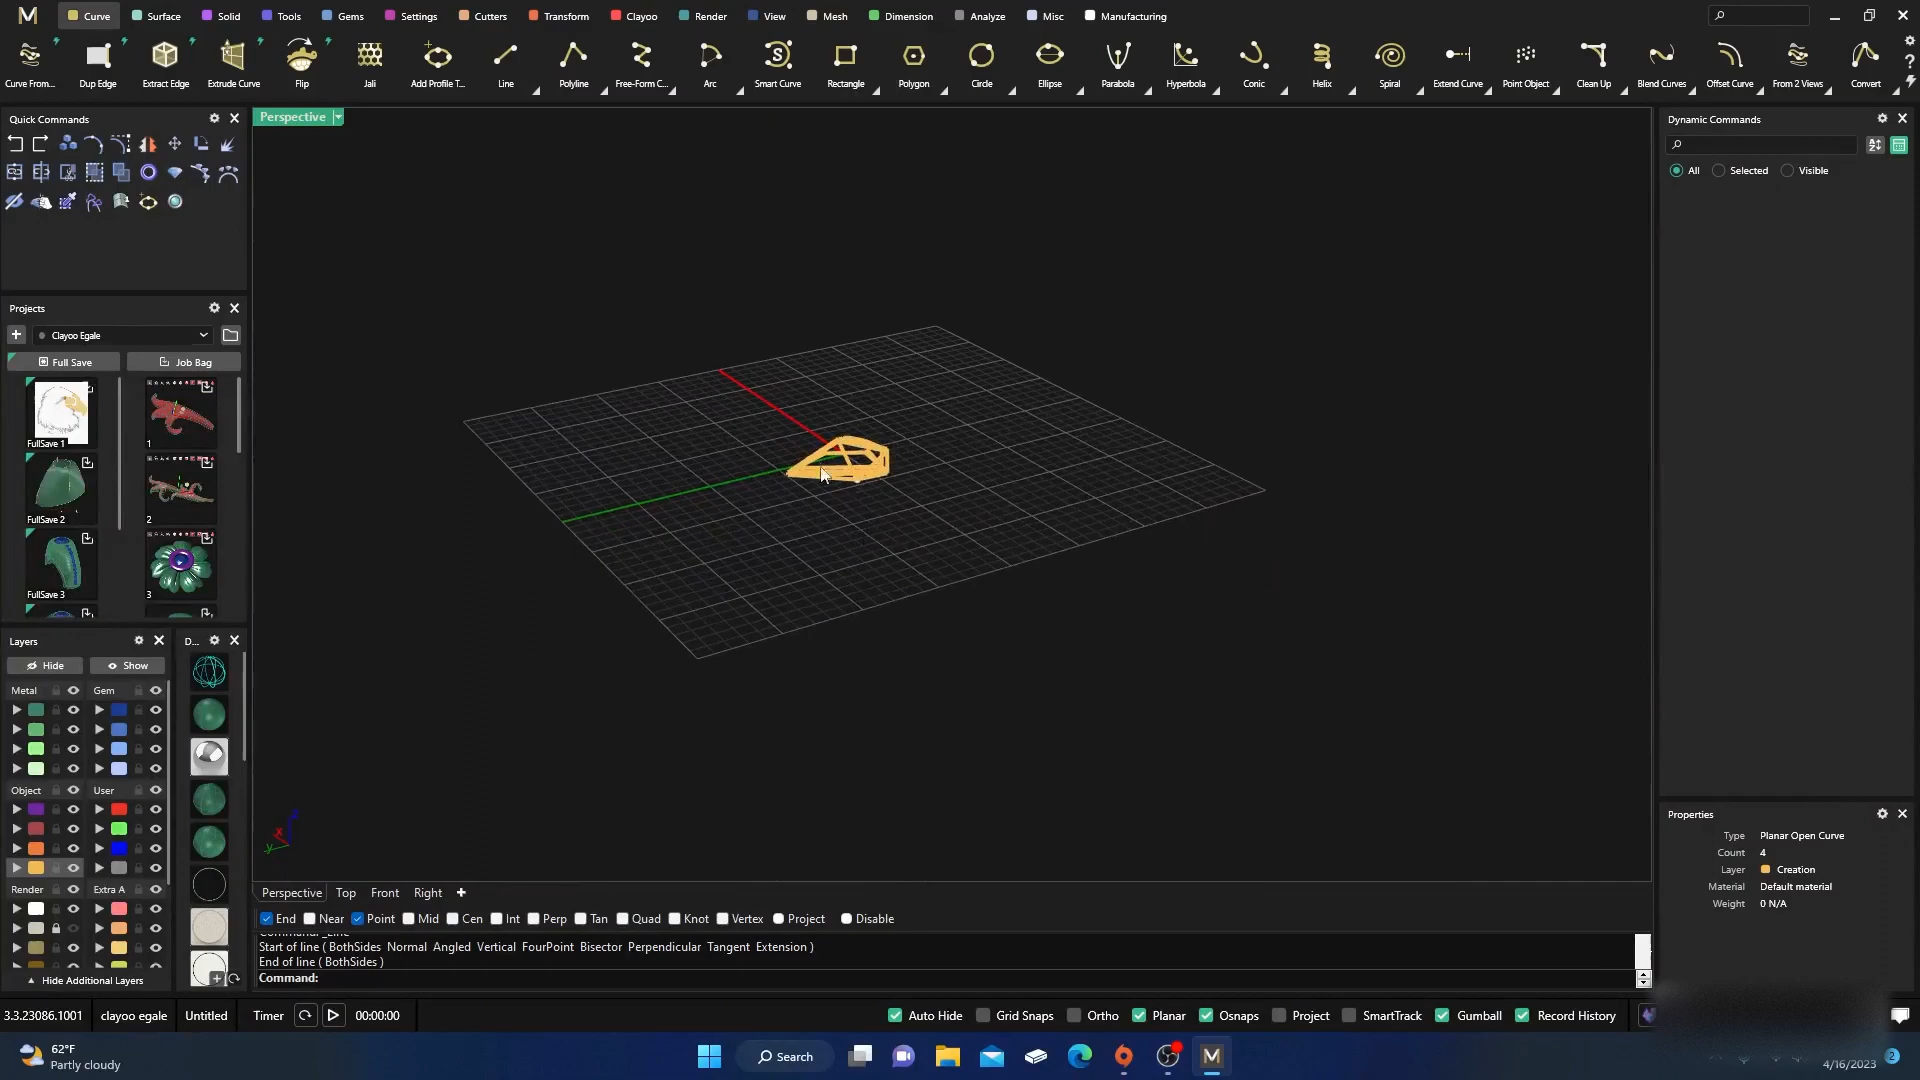 M Curve Surface Solid Tools Gems Settings Cutters Transform Clayoo Render View Mesh Dimension Analyze Misc Manufacturing
Curve From... Dup Edge Extract Edge Extrude Curve Flip Jali Add Profile T... Line Polyline Free-Form C... Arc Smart Curve Rectangle Polygon Circle Ellipse Parabola Hyperbola Conic Helix Spiral Extend Curve Point Object Clean Up Blend Curves Offset Curve From 2 Views Convert
Quick Commands
Perspective
Dynamic Commands
All Selected Visible
Projects
Clayoo Egale
Full Save Job Bag
FullSave 1 1
FullSave 2 2
FullSave 3 3
Layers D...
Hide Show
Metal Gem
Object User
Render Extra A
Hide Additional Layers
x
y
z
Perspective Top Front Right
End Near Point Mid Cen Int Perp Tan Quad Knot Vertex Project Disable
Start of line ( BothSides Normal Angled Vertical FourPoint Bisector Perpendicular Tangent Extension )
End of line ( BothSides )
Command:
Properties
Type Planar Open Curve
Count 4
Layer Creation
Material Default material
Weight 0 N/A
3.3.23086.1001 clayoo egale Untitled Timer 00:00:00 Auto Hide Grid Snaps Ortho Planar Osnaps Project SmartTrack Gumball Record History
62°F
Partly cloudy
Search
M
4/16/2023
2